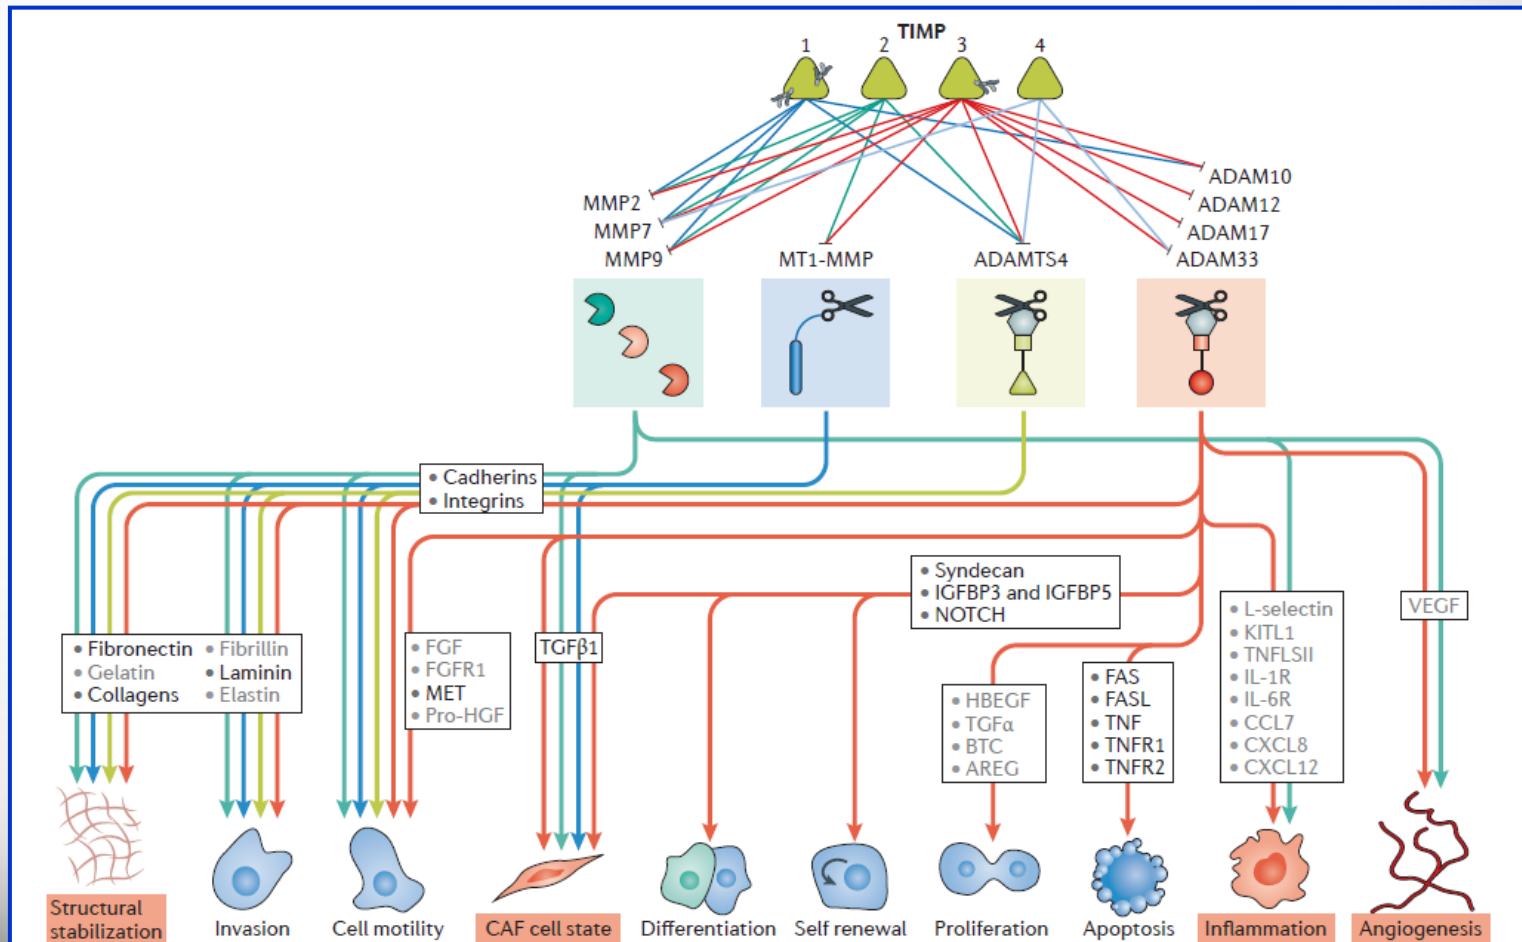 TIMP
1
2
3
4
MMP2
MMP7
MMP9
MT1-MMP
ADAMTS4
ADAM10
ADAM12
ADAM17
ADAM33
• Cadherins
• Integrins
• Syndecan
• IGFBP3 and IGFBP5
• NOTCH
• Fibronectin • Fibrillin
• Gelatin • Laminin
• Collagens • Elastin
• FGF
• FGFR1
• MET
• Pro-HGF
TGFβ1
• HBEGF
• TGFα
• BTC
• AREG
• FAS
• FASL
• TNF
• TNFR1
• TNFR2
• L-selectin
• KITL1
• TNFLSII
• IL-1R
• IL-6R
• CCL7
• CXCL8
• CXCL12
VEGF
Structural
stabilization
Invasion
Cell motility
CAF cell state
Differentiation
Self renewal
Proliferation
Apoptosis
Inflammation
Angiogenesis